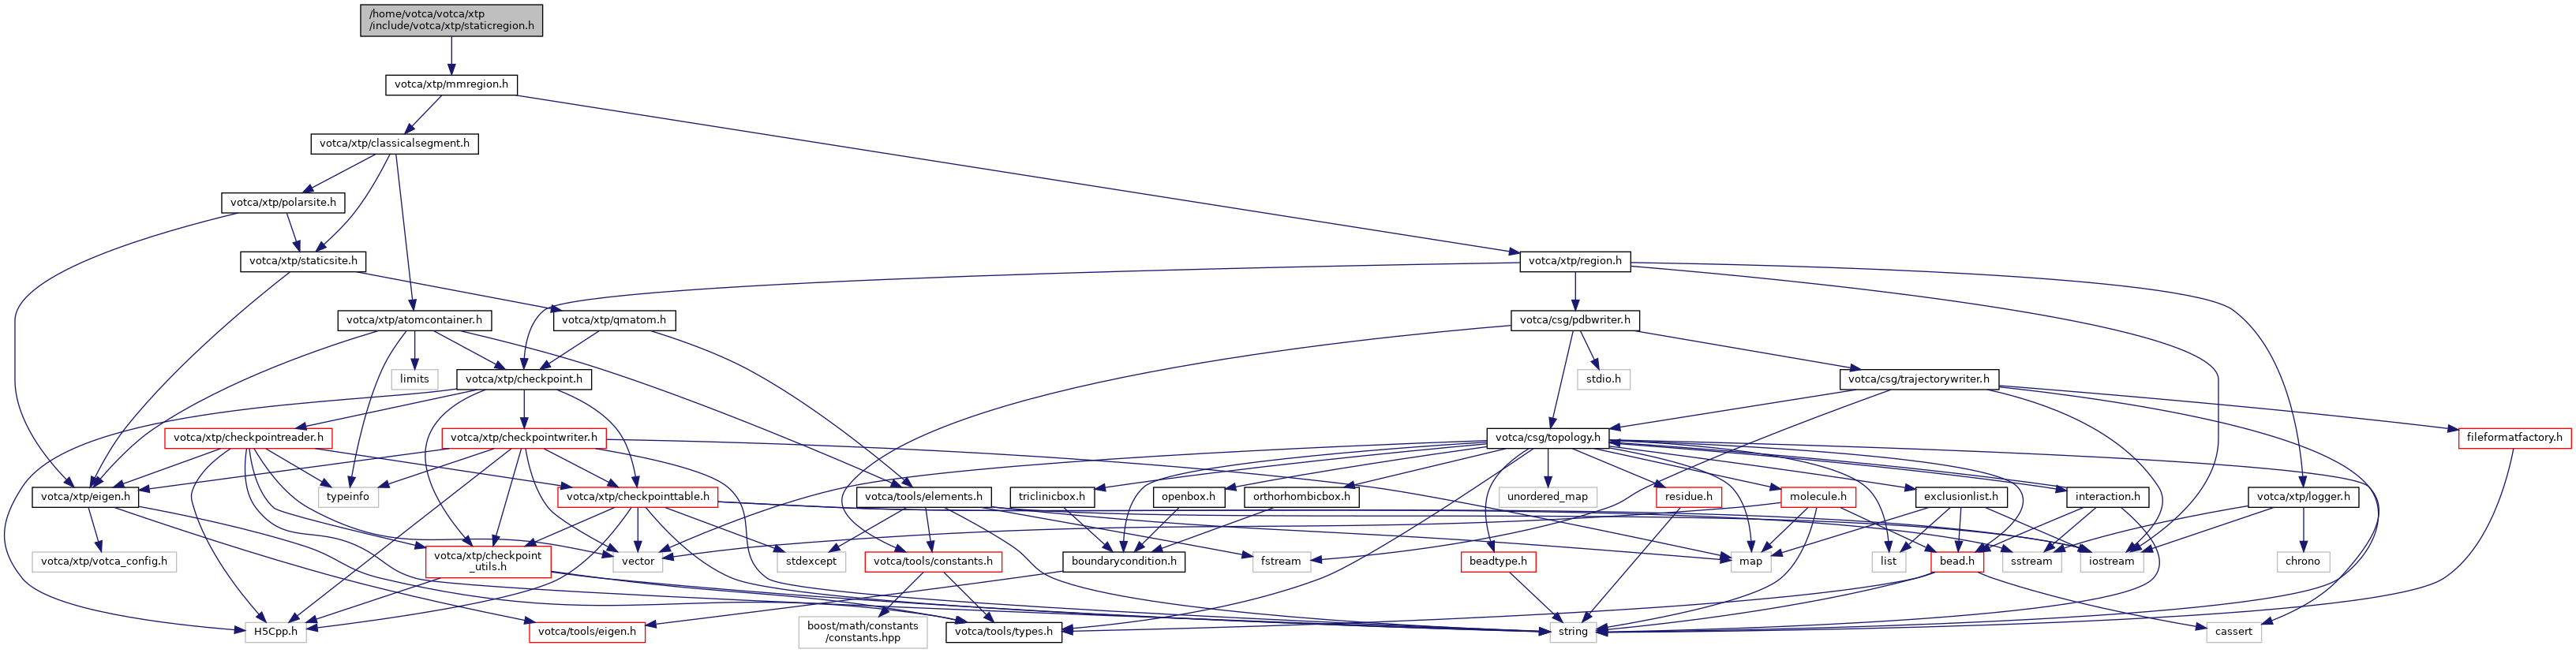 /home/votca/votca/xtp
/include/votca/xtp/staticregion.h
votca/xtp/mmregion.h
votca/xtp/classicalsegment.h
votca/xtp/polarsite.h
votca/xtp/staticsite.h
votca/xtp/region.h
votca/xtp/atomcontainer.h
votca/xtp/qmatom.h
votca/csg/pdbwriter.h
limits
votca/xtp/checkpoint.h
stdio.h
votca/csg/trajectorywriter.h
votca/xtp/checkpointreader.h
votca/xtp/checkpointwriter.h
votca/csg/topology.h
fileformatfactory.h
votca/xtp/eigen.h
typeinfo
votca/xtp/checkpointtable.h
votca/tools/elements.h
triclinicbox.h
openbox.h
orthorhombicbox.h
unordered_map
residue.h
molecule.h
exclusionlist.h
interaction.h
votca/xtp/logger.h
votca/xtp/votca_config.h
votca/xtp/checkpoint
_utils.h
vector
stdexcept
votca/tools/constants.h
boundarycondition.h
fstream
beadtype.h
map
list
bead.h
sstream
iostream
chrono
H5Cpp.h
votca/tools/eigen.h
boost/math/constants
/constants.hpp
votca/tools/types.h
string
cassert